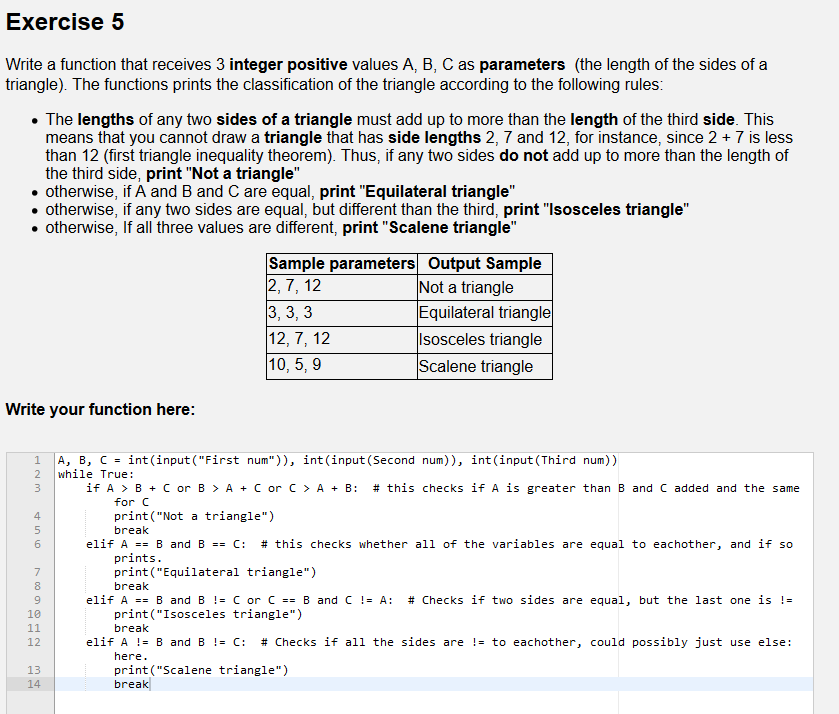 Exercise 5
Write a function that receives 3 integer positive values A, B, C as parameters (the length of the sides of a
triangle). The functions prints the classification of the triangle according to the following rules:
• The lengths of any two sides of a triangle must add up to more than the length of the third side. This
means that you cannot draw a triangle that has side lengths 2, 7 and 12, for instance, since 2 + 7 is less
than 12 (first triangle inequality theorem). Thus, if any two sides do not add up to more than the length of
the third side, print "Not a triangle"
• otherwise, if A and B and C are equal, print "Equilateral triangle"
• otherwise, if any two sides are equal, but different than the third, print "Isosceles triangle"
• otherwise, If all three values are different, print "Scalene triangle"
Sample parameters Output Sample
2, 7, 12 Not a triangle
3, 3, 3 Equilateral triangle
12, 7, 12 Isosceles triangle
10, 5, 9 Scalene triangle
Write your function here:
1 A, B, C = int(input("First num")), int(input(Second num)), int(input(Third num))
2 while True:
3 if A > B + C or B > A + C or C > A + B: # this checks if A is greater than B and C added and the same
for C
4 print("Not a triangle")
5 break
6 elif A == B and B == C: # this checks whether all of the variables are equal to eachother, and if so
prints.
7 print("Equilateral triangle")
8 break
9 elif A == B and B != C or C == B and C != A: # Checks if two sides are equal, but the last one is !=
10 print("Isosceles triangle")
11 break
12 elif A != B and B != C: # Checks if all the sides are != to eachother, could possibly just use else:
here.
13 print("Scalene triangle")
14 break